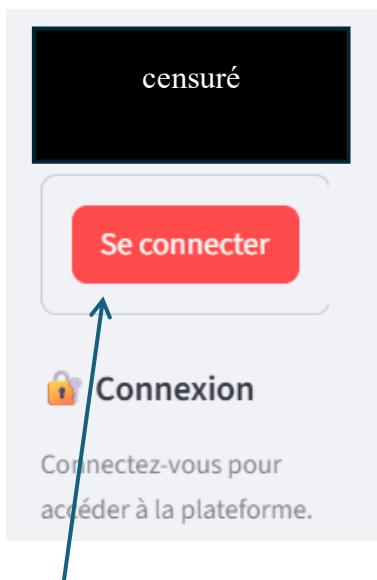 censuré
Se connecter
🔐 Connexion
Connectez-vous pour
accéder à la plateforme.